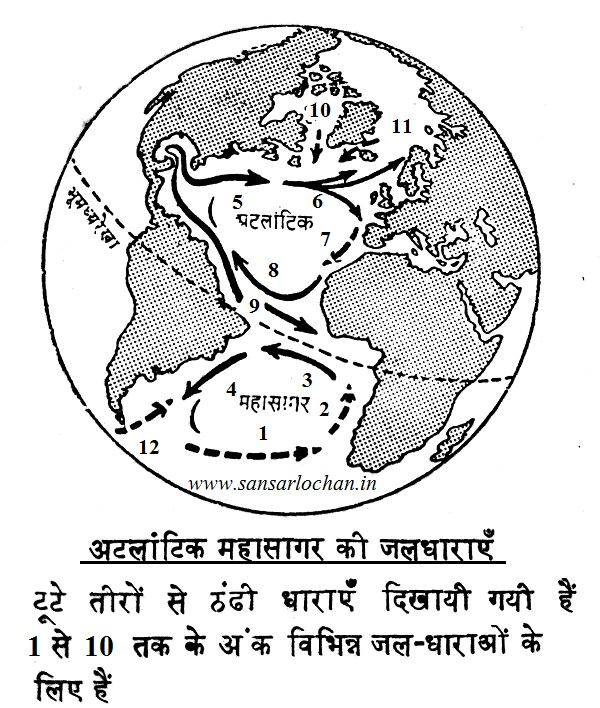 10
11
5
6
प्रटलांटिक
7
भूमध्यरेखा
8
9
4
3
महासागर
2
1
12
www.sansarlochan.in
अटलांटिक महासागर की जलधाराएँ
टूटे तीरों से ठंढी धाराएँ दिखायी गयी हैं
1 से 10 तक के अंक विभिन्न जल-धाराओं के
लिए हैं